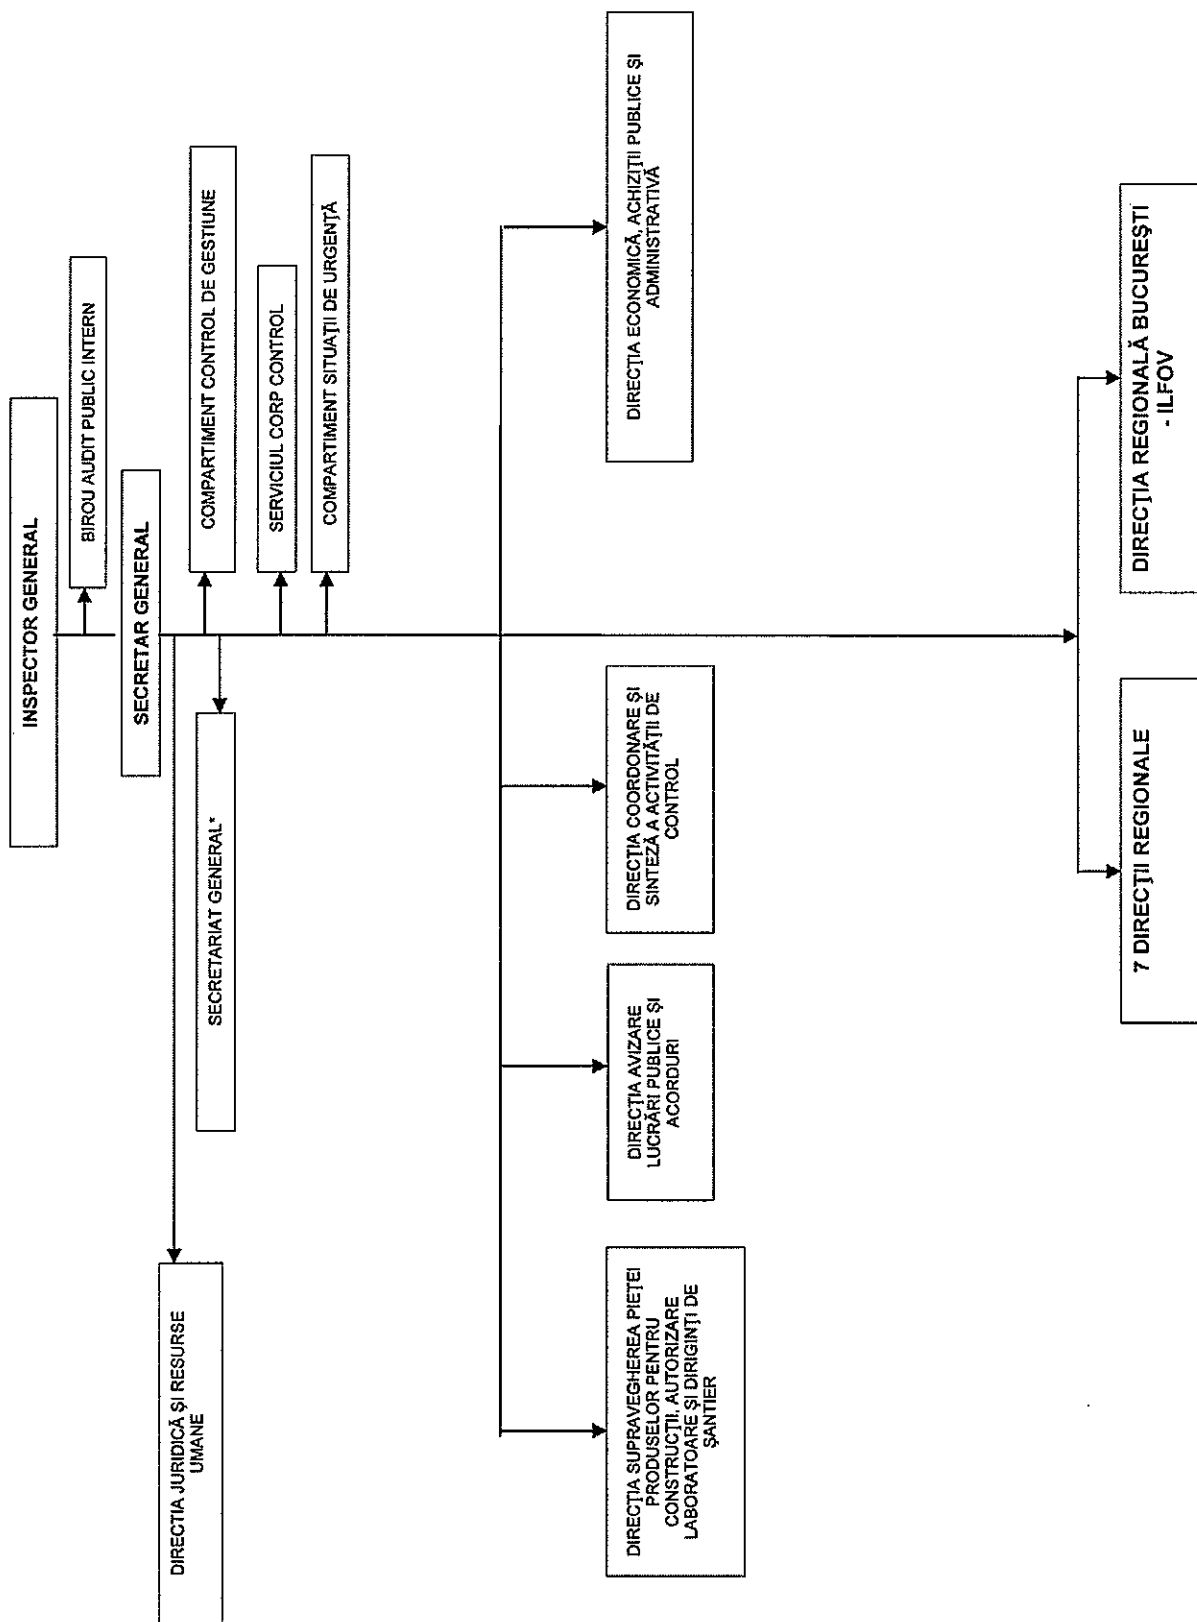 INSPECTOR GENERAL
BIROU AUDIT PUBLIC INTERN
SECRETAR GENERAL
DIRECTIA JURIDICĂ ŞI RESURSE
UMANE
SECRETARIAT GENERAL*
COMPARTIMENT CONTROL DE GESTIUNE
SERVICIUL CORP CONTROL
COMPARTIMENT SITUAŢII DE URGENŢĂ
DIRECŢIA SUPRAVEGHEREA PIEŢEI
PRODUSELOR PENTRU
CONSTRUCŢII, AUTORIZARE
LABORATOARE ŞI DIRIGINŢI DE
ŞANTIER
DIRECŢIA AVIZARE
LUCRĂRI PUBLICE ŞI
ACORDURI
DIRECŢIA COORDONARE ŞI
SINTEZĂ A ACTIVITĂŢII DE
CONTROL
DIRECŢIA ECONOMICĂ, ACHIZIŢII PUBLICE ŞI
ADMINISTRATIVĂ
7 DIRECŢII REGIONALE
DIRECŢIA REGIONALĂ BUCUREŞTI
- ILFOV